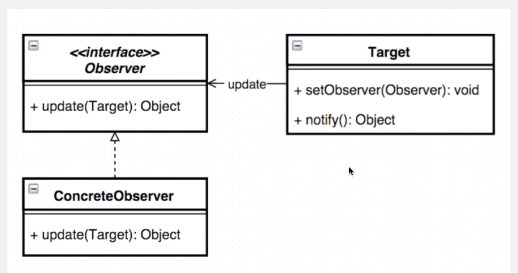 <<interface>>
Observer
+ update(Target): Object
Target
+ setObserver(Observer): void
+ notify(): Object
update
ConcreteObserver
+ update(Target): Object